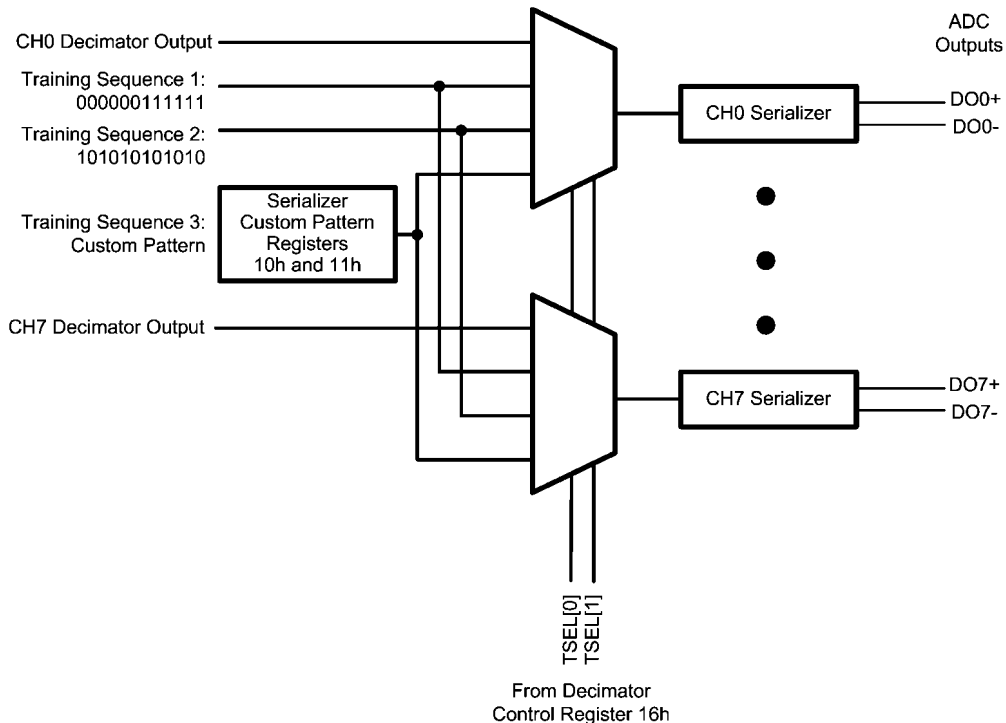 ADC
Outputs
CH0 Decimator Output
Training Sequence 1:
000000111111
Training Sequence 2:
101010101010
Training Sequence 3:
Custom Pattern
Serializer
Custom Pattern
Registers
10h and 11h
CH0 Serializer
DO0+
DO0-
CH7 Decimator Output
CH7 Serializer
DO7+
DO7-
TSEL[0]
TSEL[1]
From Decimator
Control Register 16h